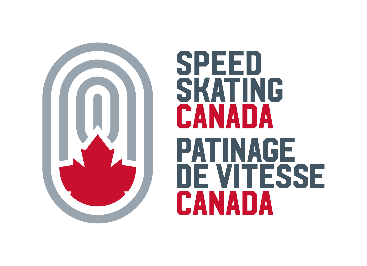 SPEED
SKATING
CANADA
PATINAGE
DE VITESSE
CANADA